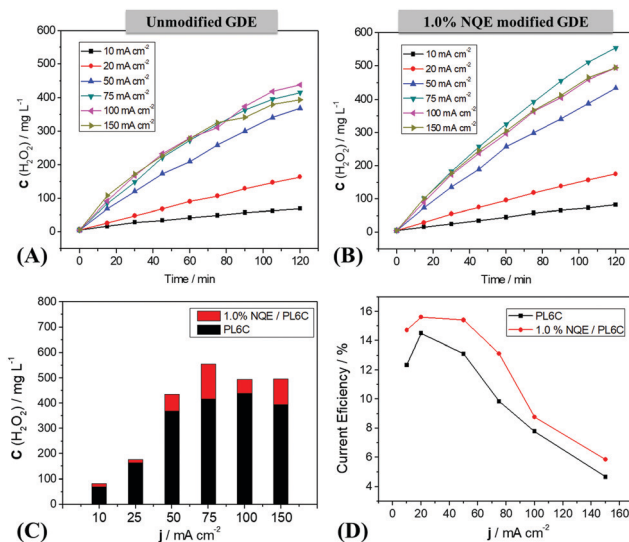 Unmodified GDE
1.0% NQE modified GDE
600
500
400
300
200
100
0
C (H2O2) / mg L-1
10 mA cm-2
20 mA cm-2
50 mA cm-2
75 mA cm-2
100 mA cm-2
150 mA cm-2
0 20 40 60 80 100 120
Time / min
(A)
600
500
400
300
200
100
0
C (H2O2) / mg L-1
10 mA cm-2
20 mA cm-2
50 mA cm-2
75 mA cm-2
100 mA cm-2
150 mA cm-2
0 20 40 60 80 100 120
Time / min
(B)
800
700
600
500
400
300
200
100
0
C (H2O2) / mg L-1
1.0% NQE / PL6C
PL6C
10 25 50 75 100 150
j / mA cm-2
(C)
16
14
12
10
8
6
4
Current Eficiency / %
PL6C
1.0 % NQE / PL6C
0 20 40 60 80 100 120 140 160
j / mA cm-2
(D)